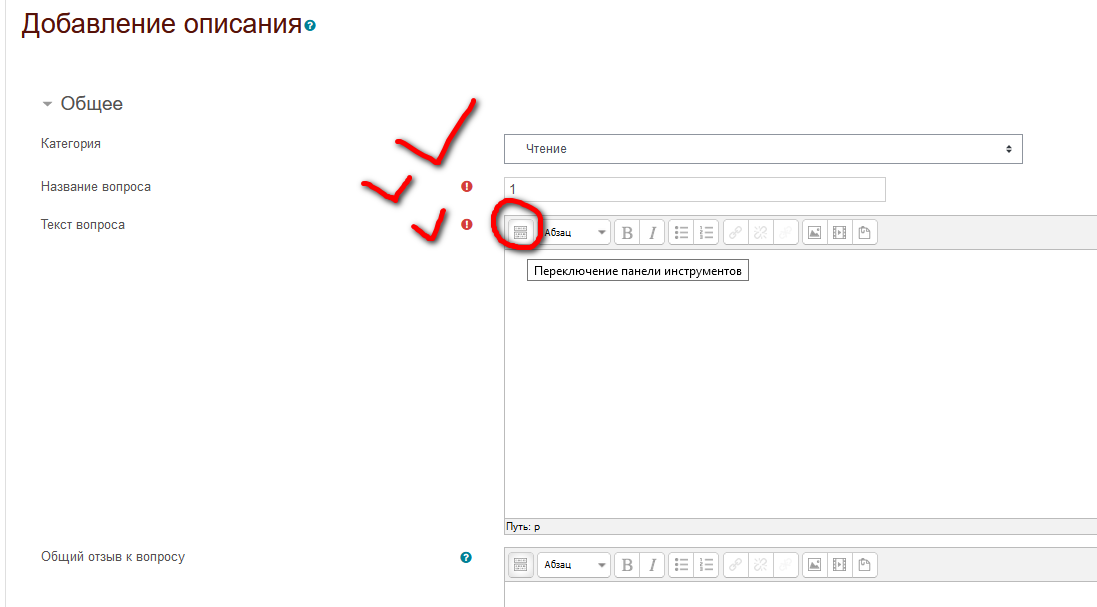 Добавление описания
Общее
Категория
Чтение
Название вопроса
1
Текст вопроса
Абзац
B I
Переключение панели инструментов
Путь: p
Общий отзыв к вопросу
Абзац
B I